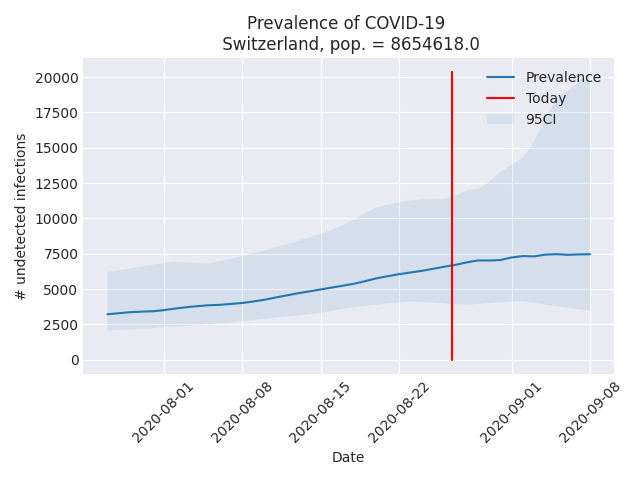 Prevalence of COVID-19
Switzerland, pop. = 8654618.0
# undetected infections
20000
17500
15000
12500
10000
7500
5000
2500
0
Prevalence
Today
95CI
2020-08-01
2020-08-08
2020-08-15
2020-08-22
2020-09-01
2020-09-08
Date